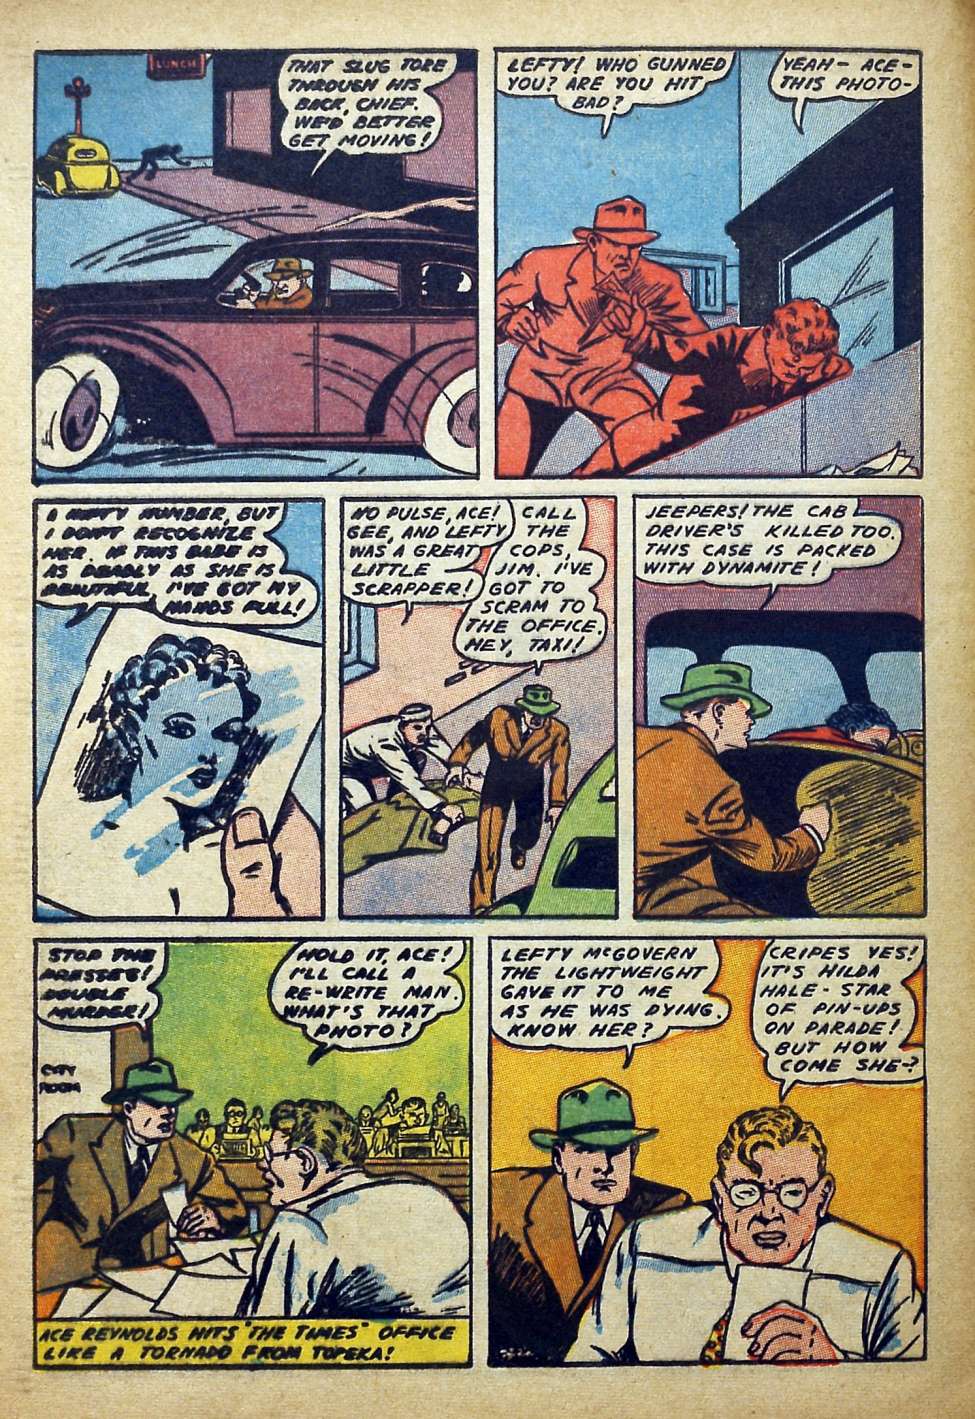 LUNCH
THAT SLUG TORE
THROUGH HIS
BACK, CHIEF.
WE'D BETTER
GET MOVING!
LEFTY! WHO GUNNED
YOU? ARE YOU HIT
BAD?
YEAH- ACE-
THIS PHOTO-
A NIFTY NUMBER, BUT
I DON'T RECOGNIZE
HER. IF THIS BABE IS
AS DEADLY AS SHE IS
BEAUTIFUL, I'VE GOT MY
HANDS FULL!
NO PULSE, ACE!
GEE, AND LEFTY
WAS A GREAT
LITTLE
SCRAPPER!
CALL
THE
COPS,
JIM. I'VE
GOT TO
SCRAM TO
THE OFFICE.
HEY, TAXI!
JEEPERS! THE CAB
DRIVER'S KILLED TOO.
THIS CASE IS PACKED
WITH DYNAMITE!
STOP THE
PRESSES!
DOUBLE
MURDER!
HOLD IT, ACE!
I'LL CALL A
RE-WRITE MAN.
WHAT'S THAT
PHOTO?
CITY
ROOM
ACE REYNOLDS HITS "THE TIMES" OFFICE
LIKE A TORNADO FROM TOPEKA!
LEFTY McGOVERN
THE LIGHTWEIGHT
GAVE IT TO ME
AS HE WAS DYING.
KNOW HER?
CRIPES YES!
IT'S HILDA
HALE-STAR
OF PIN-UPS
ON PARADE!
BUT HOW
COME SHE-?